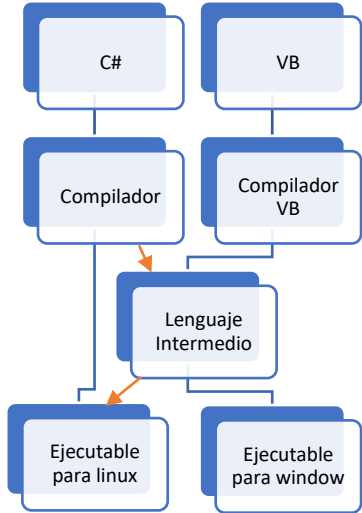 C#
VB
Compilador
Compilador
VB
Lenguaje
Intermedio
Ejecutable
para linux
Ejecutable
para window